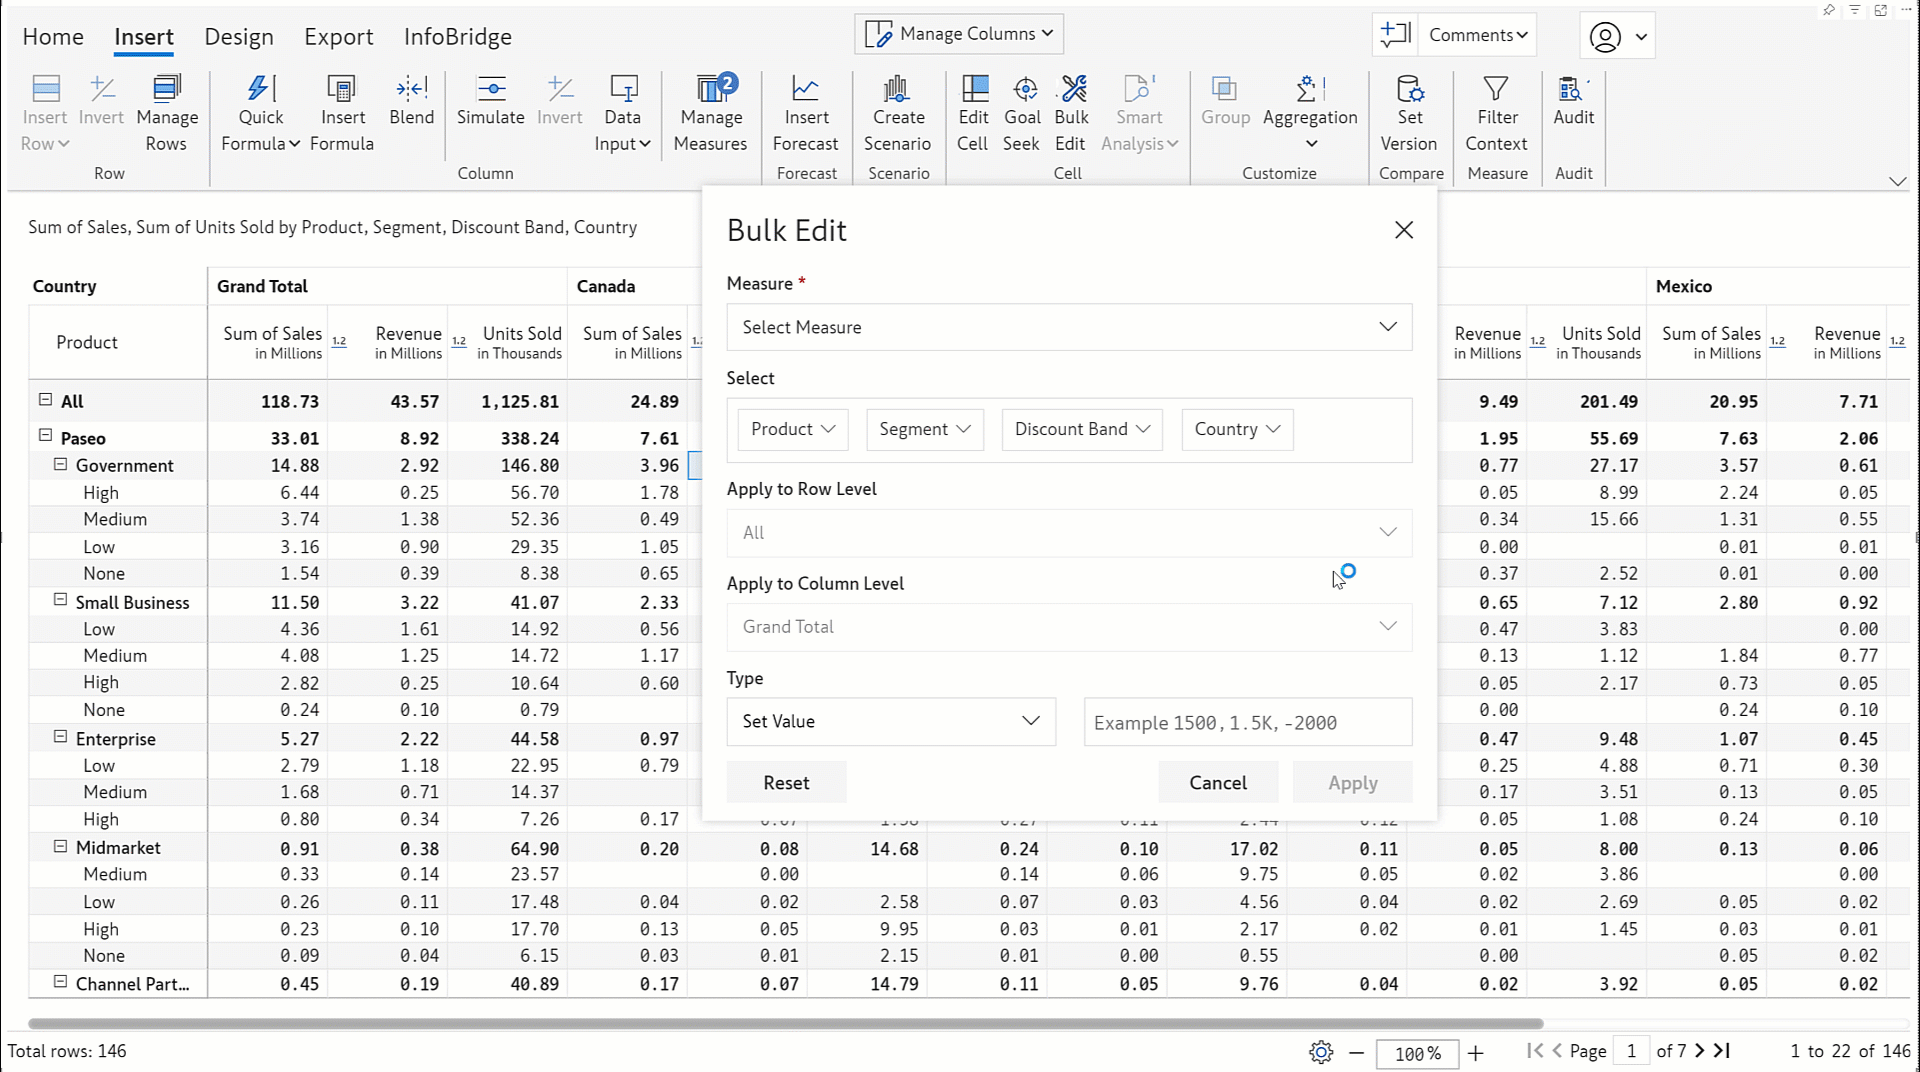 Home Insert Design Export InfoBridge Manage Columns Comments
Insert Row Invert Manage Rows Quick Formula Insert Formula Blend Simulate Invert Data Input Manage Measures 2 Insert Forecast Create Scenario Edit Cell Goal Seek Bulk Edit Smart Analysis Group Aggregation Set Version Filter Context Audit
Row Column Forecast Scenario Cell Customize Compare Measure Audit
Sum of Sales, Sum of Units Sold by Product, Segment, Discount Band, Country
Bulk Edit
Measure *
Select Measure
Select
Product Segment Discount Band Country
Apply to Row Level
All
Apply to Column Level
Grand Total
Type
Set Value Example 1500, 1.5K, -2000
Reset Cancel Apply
Country Grand Total Canada Mexico
Product Sum of Sales in Millions 1.2 Revenue in Millions 1.2 Units Sold in Thousands Sum of Sales in Millions Revenue in Millions 1.2 Units Sold in Thousands Sum of Sales in Millions 1.2 Revenue in Millions 1.2
All 118.73 43.57 1,125.81 24.89 9.49 201.49 20.95 7.71
Paseo 33.01 8.92 338.24 7.61 1.95 55.69 7.63 2.06
Government 14.88 2.92 146.80 3.96 0.77 27.17 3.57 0.61
High 6.44 0.25 56.70 1.78 0.05 8.99 2.24 0.05
Medium 3.74 1.38 52.36 0.49 0.34 15.66 1.31 0.55
Low 3.16 0.90 29.35 1.05 0.00 0.01 0.01
None 1.54 0.39 8.38 0.65 0.37 2.52 0.01 0.00
Small Business 11.50 3.22 41.07 2.33 0.65 7.12 2.80 0.92
Low 4.36 1.61 14.92 0.56 0.47 3.83 0.00
Medium 4.08 1.25 14.72 1.17 0.13 1.12 1.84 0.77
High 2.82 0.25 10.64 0.60 0.05 2.17 0.73 0.05
None 0.24 0.10 0.79 0.00 0.24 0.10
Enterprise 5.27 2.22 44.58 0.97 0.47 9.48 1.07 0.45
Low 2.79 1.18 22.95 0.79 0.25 4.88 0.71 0.30
Medium 1.68 0.71 14.37 0.17 3.51 0.13 0.05
High 0.80 0.34 7.26 0.17 0.05 1.08 0.24 0.10
Midmarket 0.91 0.38 64.90 0.20 0.08 14.68 0.24 0.10 17.02 0.11 0.05 8.00 0.13 0.06
Medium 0.33 0.14 23.57 0.00 0.14 0.06 9.75 0.05 0.02 3.86 0.00
Low 0.26 0.11 17.48 0.04 0.02 2.58 0.07 0.03 4.56 0.04 0.02 2.69 0.05 0.02
High 0.23 0.10 17.70 0.13 0.05 9.95 0.03 0.01 2.17 0.02 0.01 1.45 0.03 0.01
None 0.09 0.04 6.15 0.03 0.01 2.15 0.01 0.00 0.55 0.00 0.05 0.02
Channel Part... 0.45 0.19 40.89 0.17 0.07 14.79 0.11 0.05 9.76 0.04 0.02 3.92 0.05 0.02
Total rows: 146 100% Page 1 of 7 1 to 22 of 146